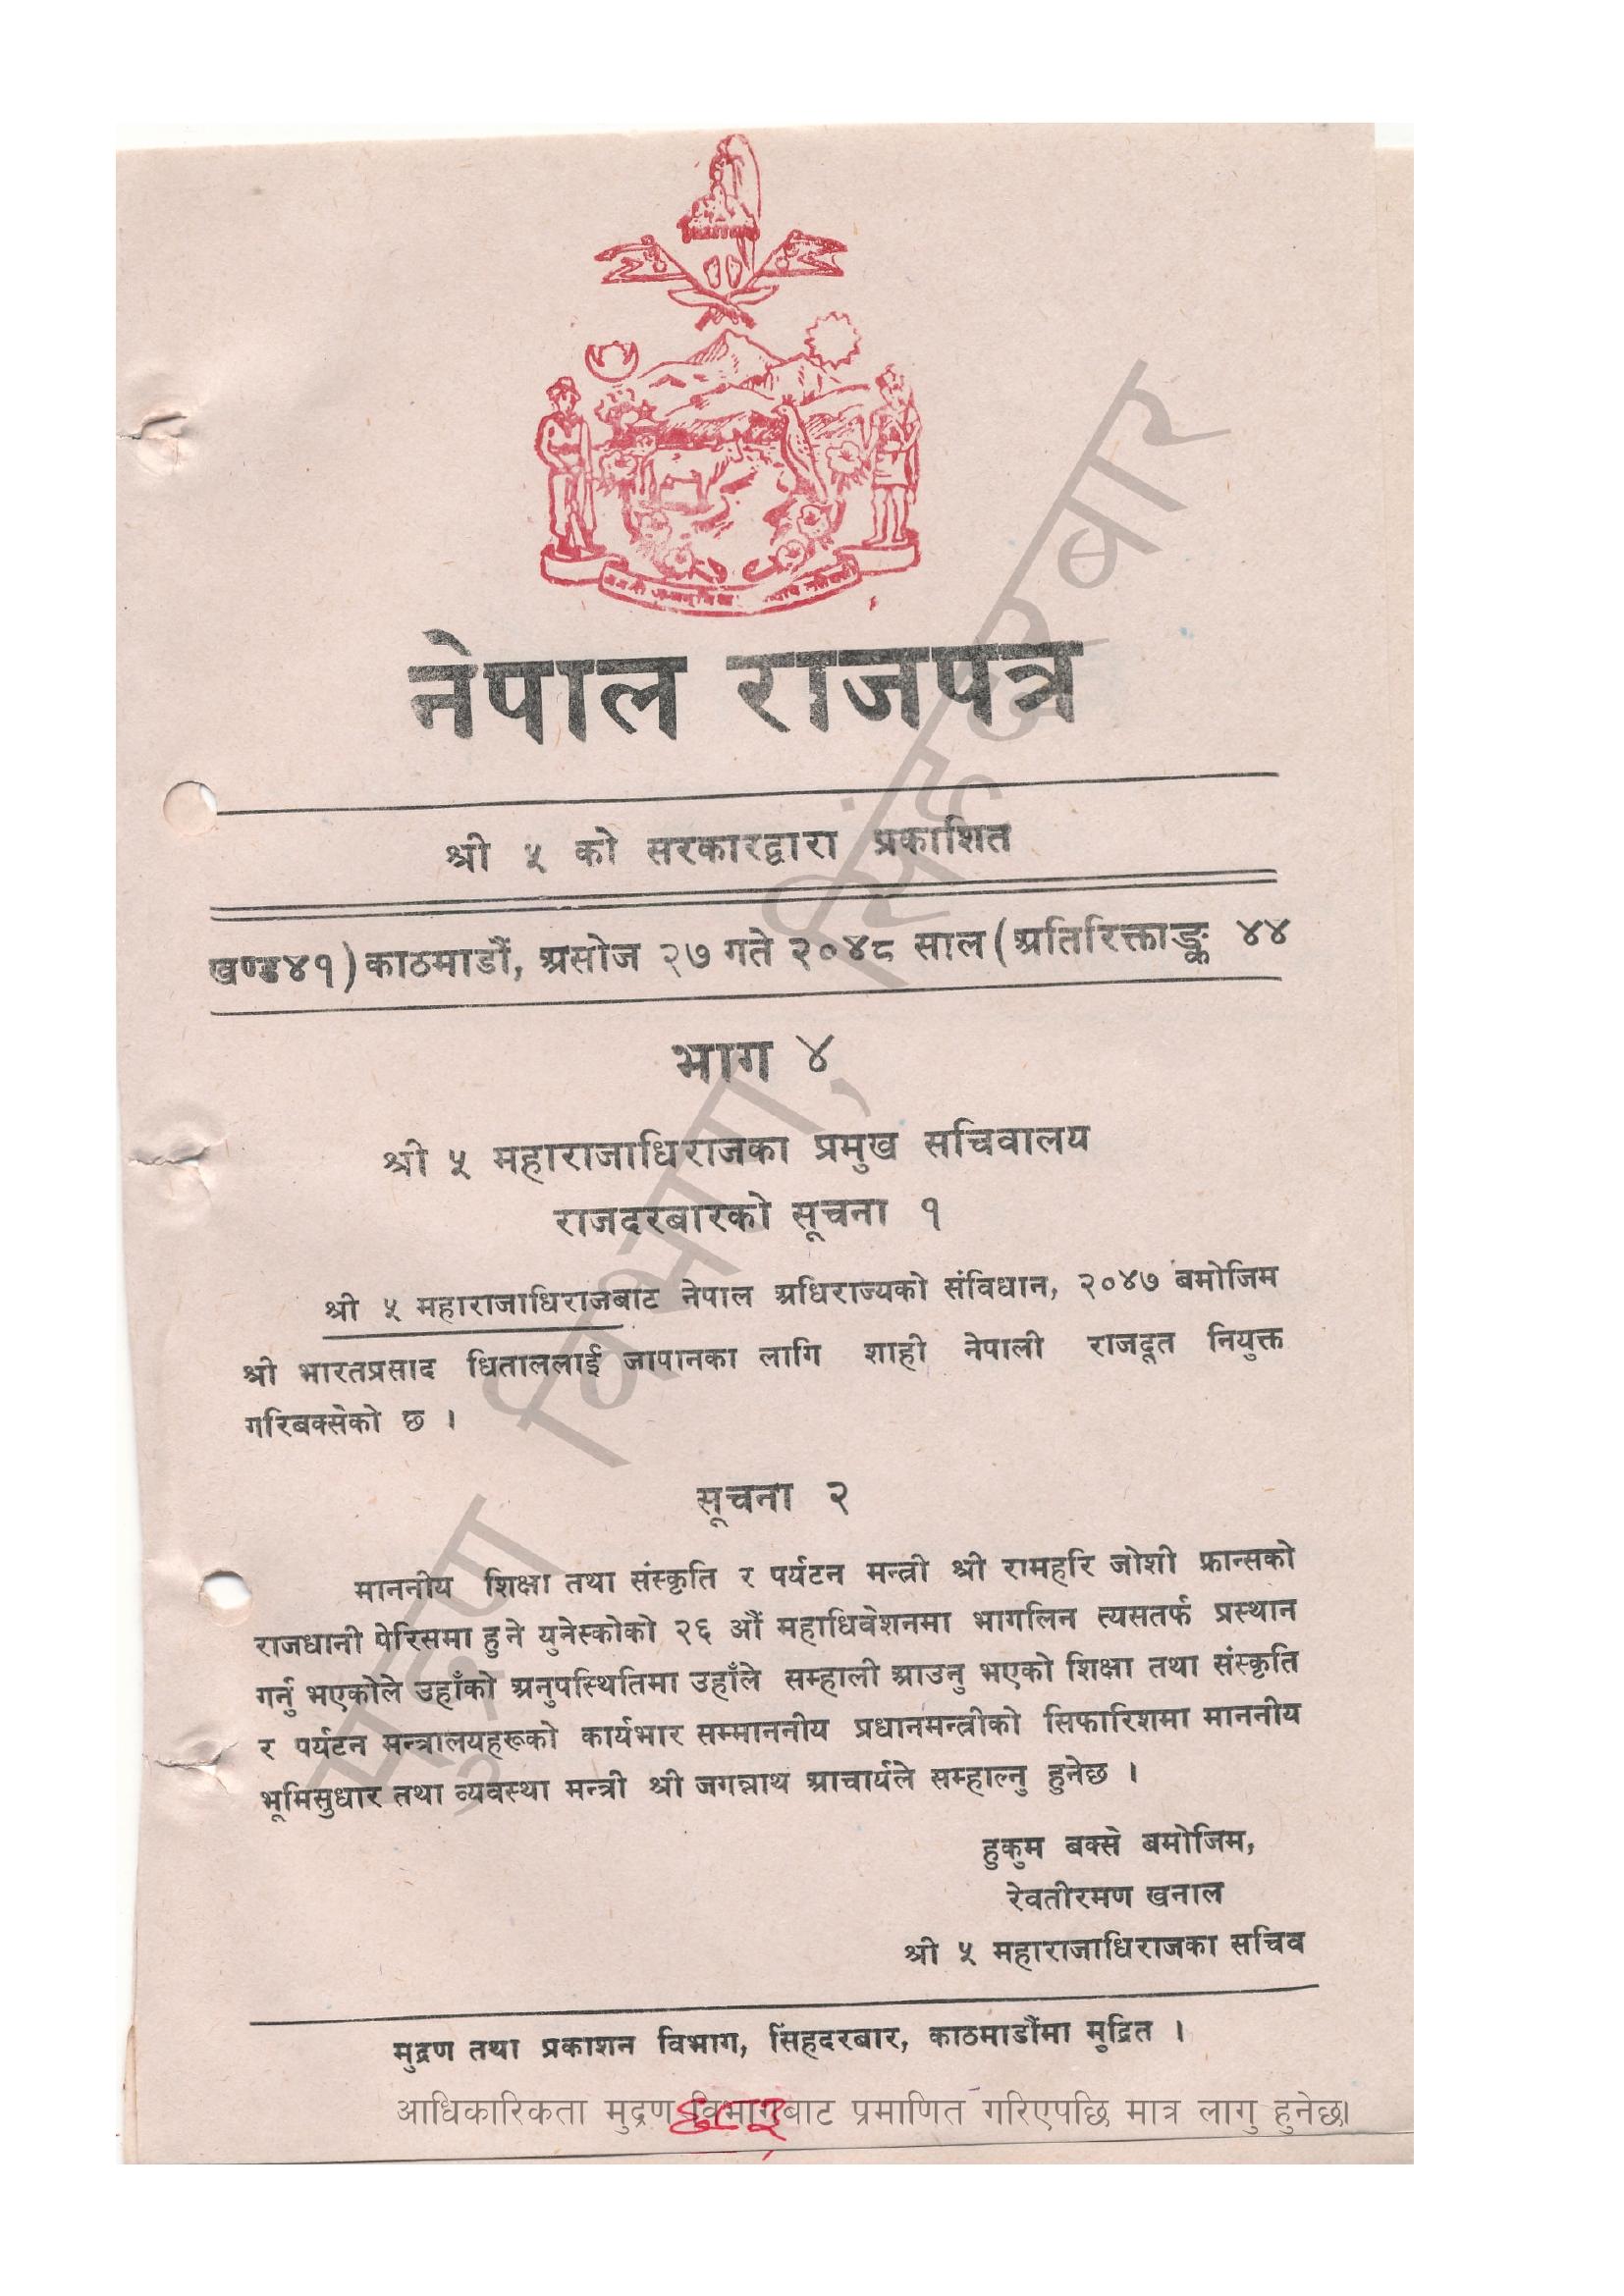 नेपाल राजपत्र
श्री ५ को सरकारद्वारा प्रकाशित
खण्ड ४१) काठमाडौं, असोज २७ गते २०४८ साल (अतिरिक्ताङ्क ४४
भाग ४
श्री ५ महाराजाधिराजका प्रमुख सचिवालय
राजदरबारको सूचना १
श्री ५ महाराजाधिराजबाट नेपाल अधिराज्यको संविधान, २०४७ बमोजिम
श्री भारतप्रसाद धिताललाई जापानका लागि शाही नेपाली राजदूत नियुक्त
गरिबक्सेको छ ।
सूचना २
माननीय शिक्षा तथा संस्कृति र पर्यटन मन्त्री श्री रामहरि जोशी फ्रान्सको
राजधानी पेरिसमा हुने युनेस्कोको २६ औं महाधिवेशनमा भागलिन त्यसतर्फ प्रस्थान
गर्नु भएकोले उहाँको अनुपस्थितिमा उहाँले सम्हाली आउनु भएको शिक्षा तथा संस्कृति
र पर्यटन मन्त्रालयहरूको कार्यभार सम्माननीय प्रधानमन्त्रीको सिफारिशमा माननीय
भूमिसुधार तथा व्यवस्था मन्त्री श्री जगन्नाथ आचार्यले सम्हाल्नु हुनेछ ।
हुकुम बक्से बमोजिम,
रेवतीरमण खनाल
श्री ५ महाराजाधिराजका सचिव
मुद्रण तथा प्रकाशन विभाग, सिंहदरबार, काठमाडौंमा मुद्रित ।
आधिकारिकता मुद्रण विभागबाट प्रमाणित गरिएपछि मात्र लागु हुनेछ।
मुद्रण विभाग, सिंहदरबार